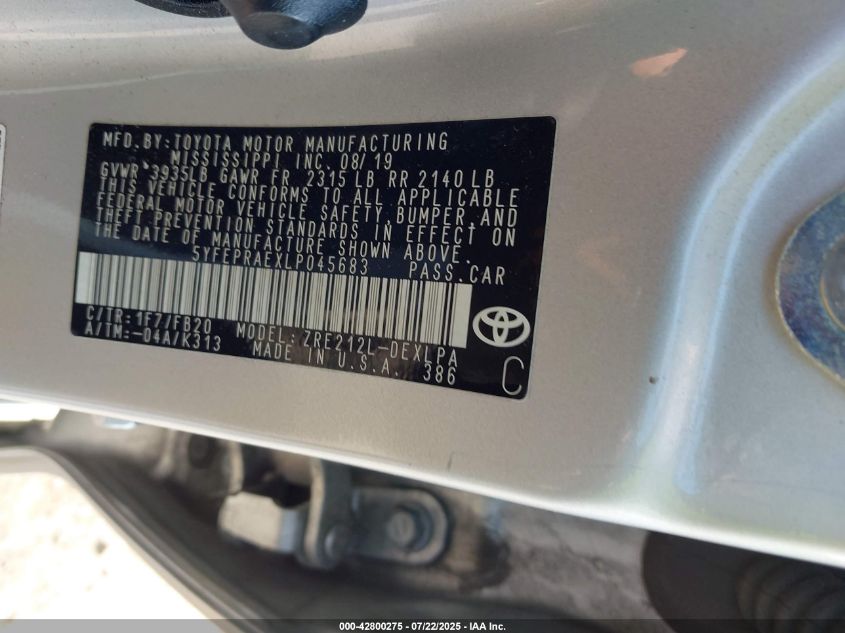 MFD.BY:TOYOTA MOTOR MANUFACTURING
MISSISSIPPI INC. 08/19
GVWR 3935LB GAWR FR 2315 LB RR 2140 LB
THIS VEHICLE CONFORMS TO ALL APPLICABLE
FEDERAL MOTOR VEHICLE SAFETY, BUMPER, AND
THEFT PREVENTION STANDARDS IN EFFECT ON
THE DATE OF MANUFACTURE SHOWN ABOVE.
5YFEPRAEXLP045683 PASS.CAR
C/TR:1F7/FB20 MODEL:ZRE212L-DEXLPA
A/TM:-04A/K313 MADE IN U.S.A. 386
C
000-42800275 - 07/22/2025 - IAA Inc.